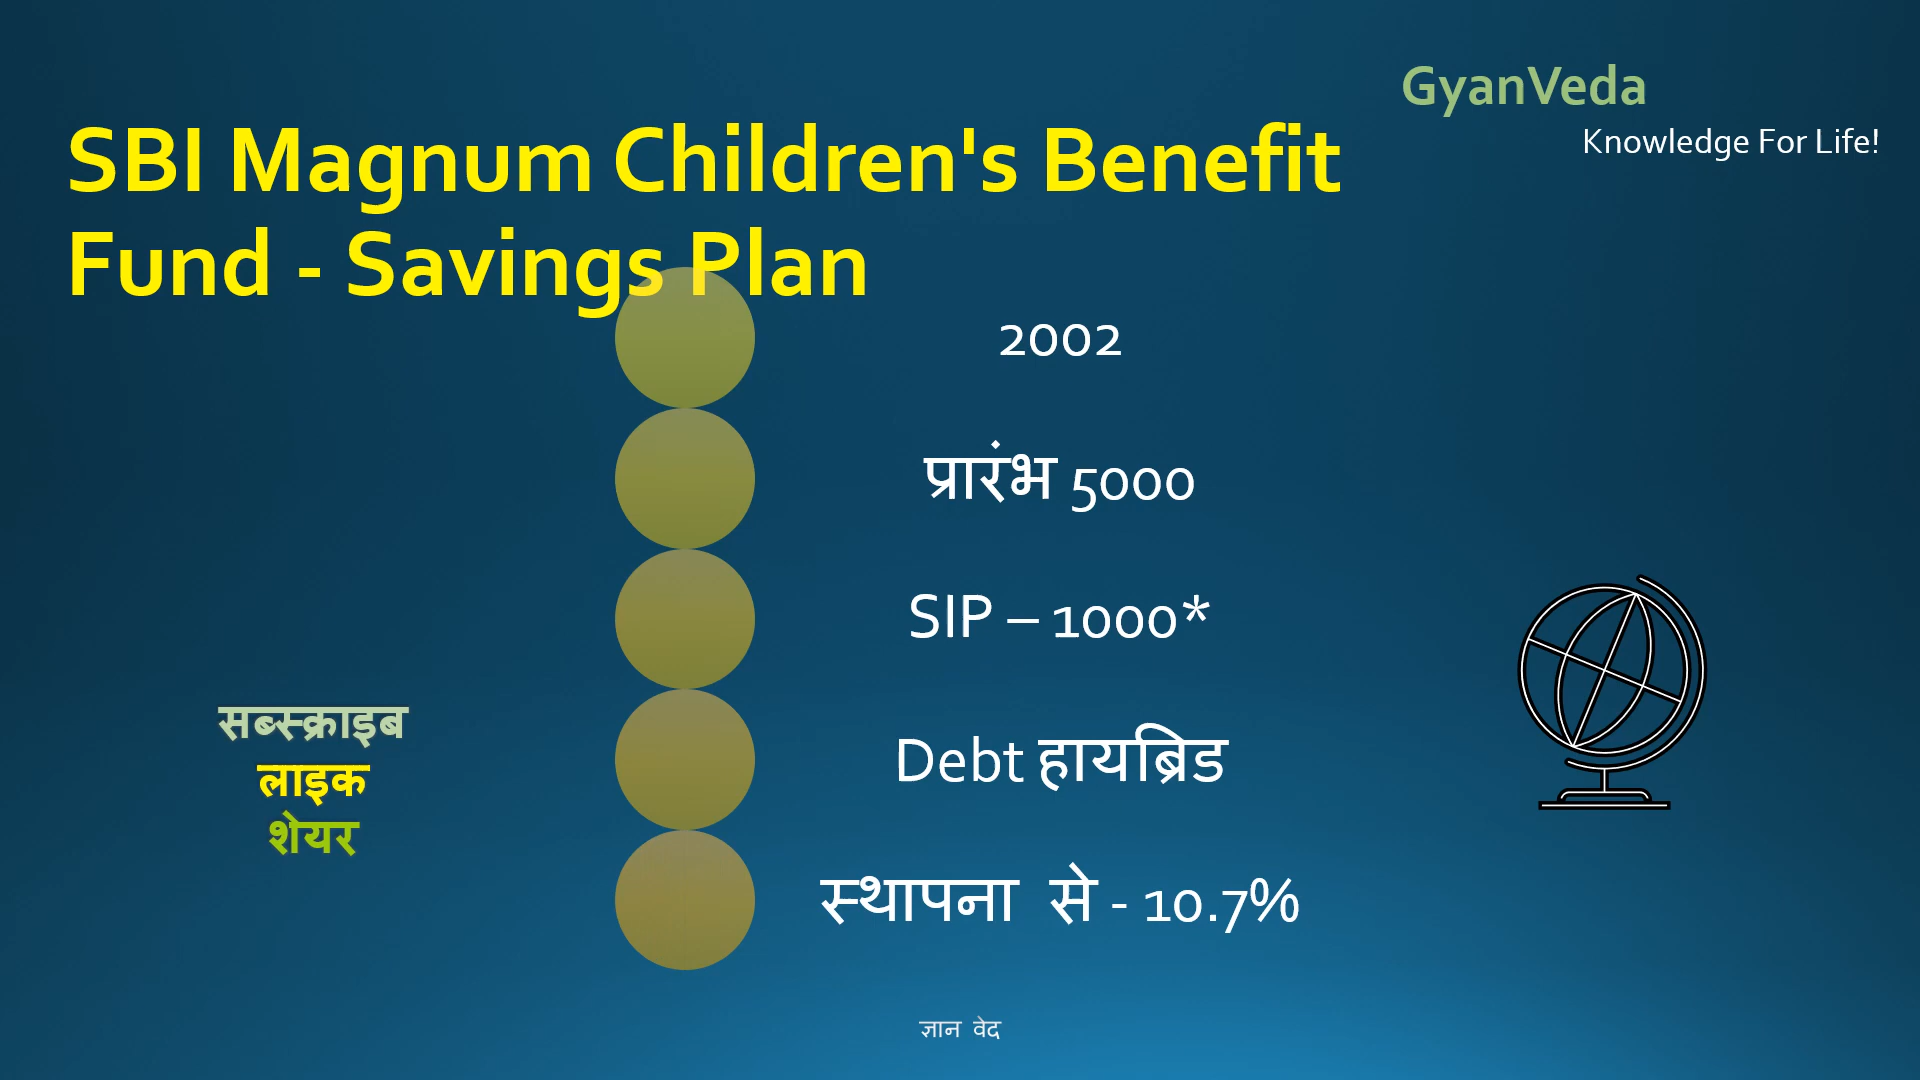 GyanVeda
Knowledge For Life!
SBI Magnum Children's Benefit
Fund - Savings Plan
2002
प्रारंभ 5000
SIP – 1000*
Debt हायब्रिड
स्थापना से - 10.7%
सब्स्क्राइब
लाइक
शेयर
ज्ञान वेद